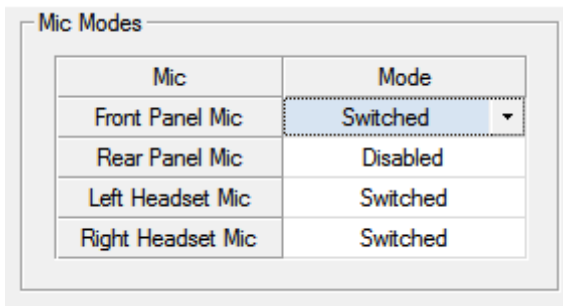 Mic Modes
Mic Mode
Front Panel Mic Switched
Rear Panel Mic Disabled
Left Headset Mic Switched
Right Headset Mic Switched